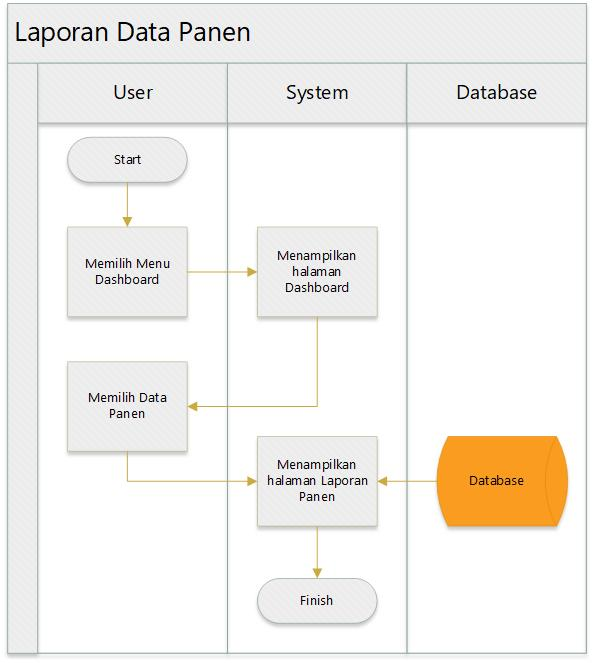 Laporan Data Panen
User
System
Database
Start
Memilih Menu
Dashboard
Menampilkan
halaman
Dashboard
Memilih Data
Panen
Menampilkan
halaman Laporan
Panen
Database
Finish